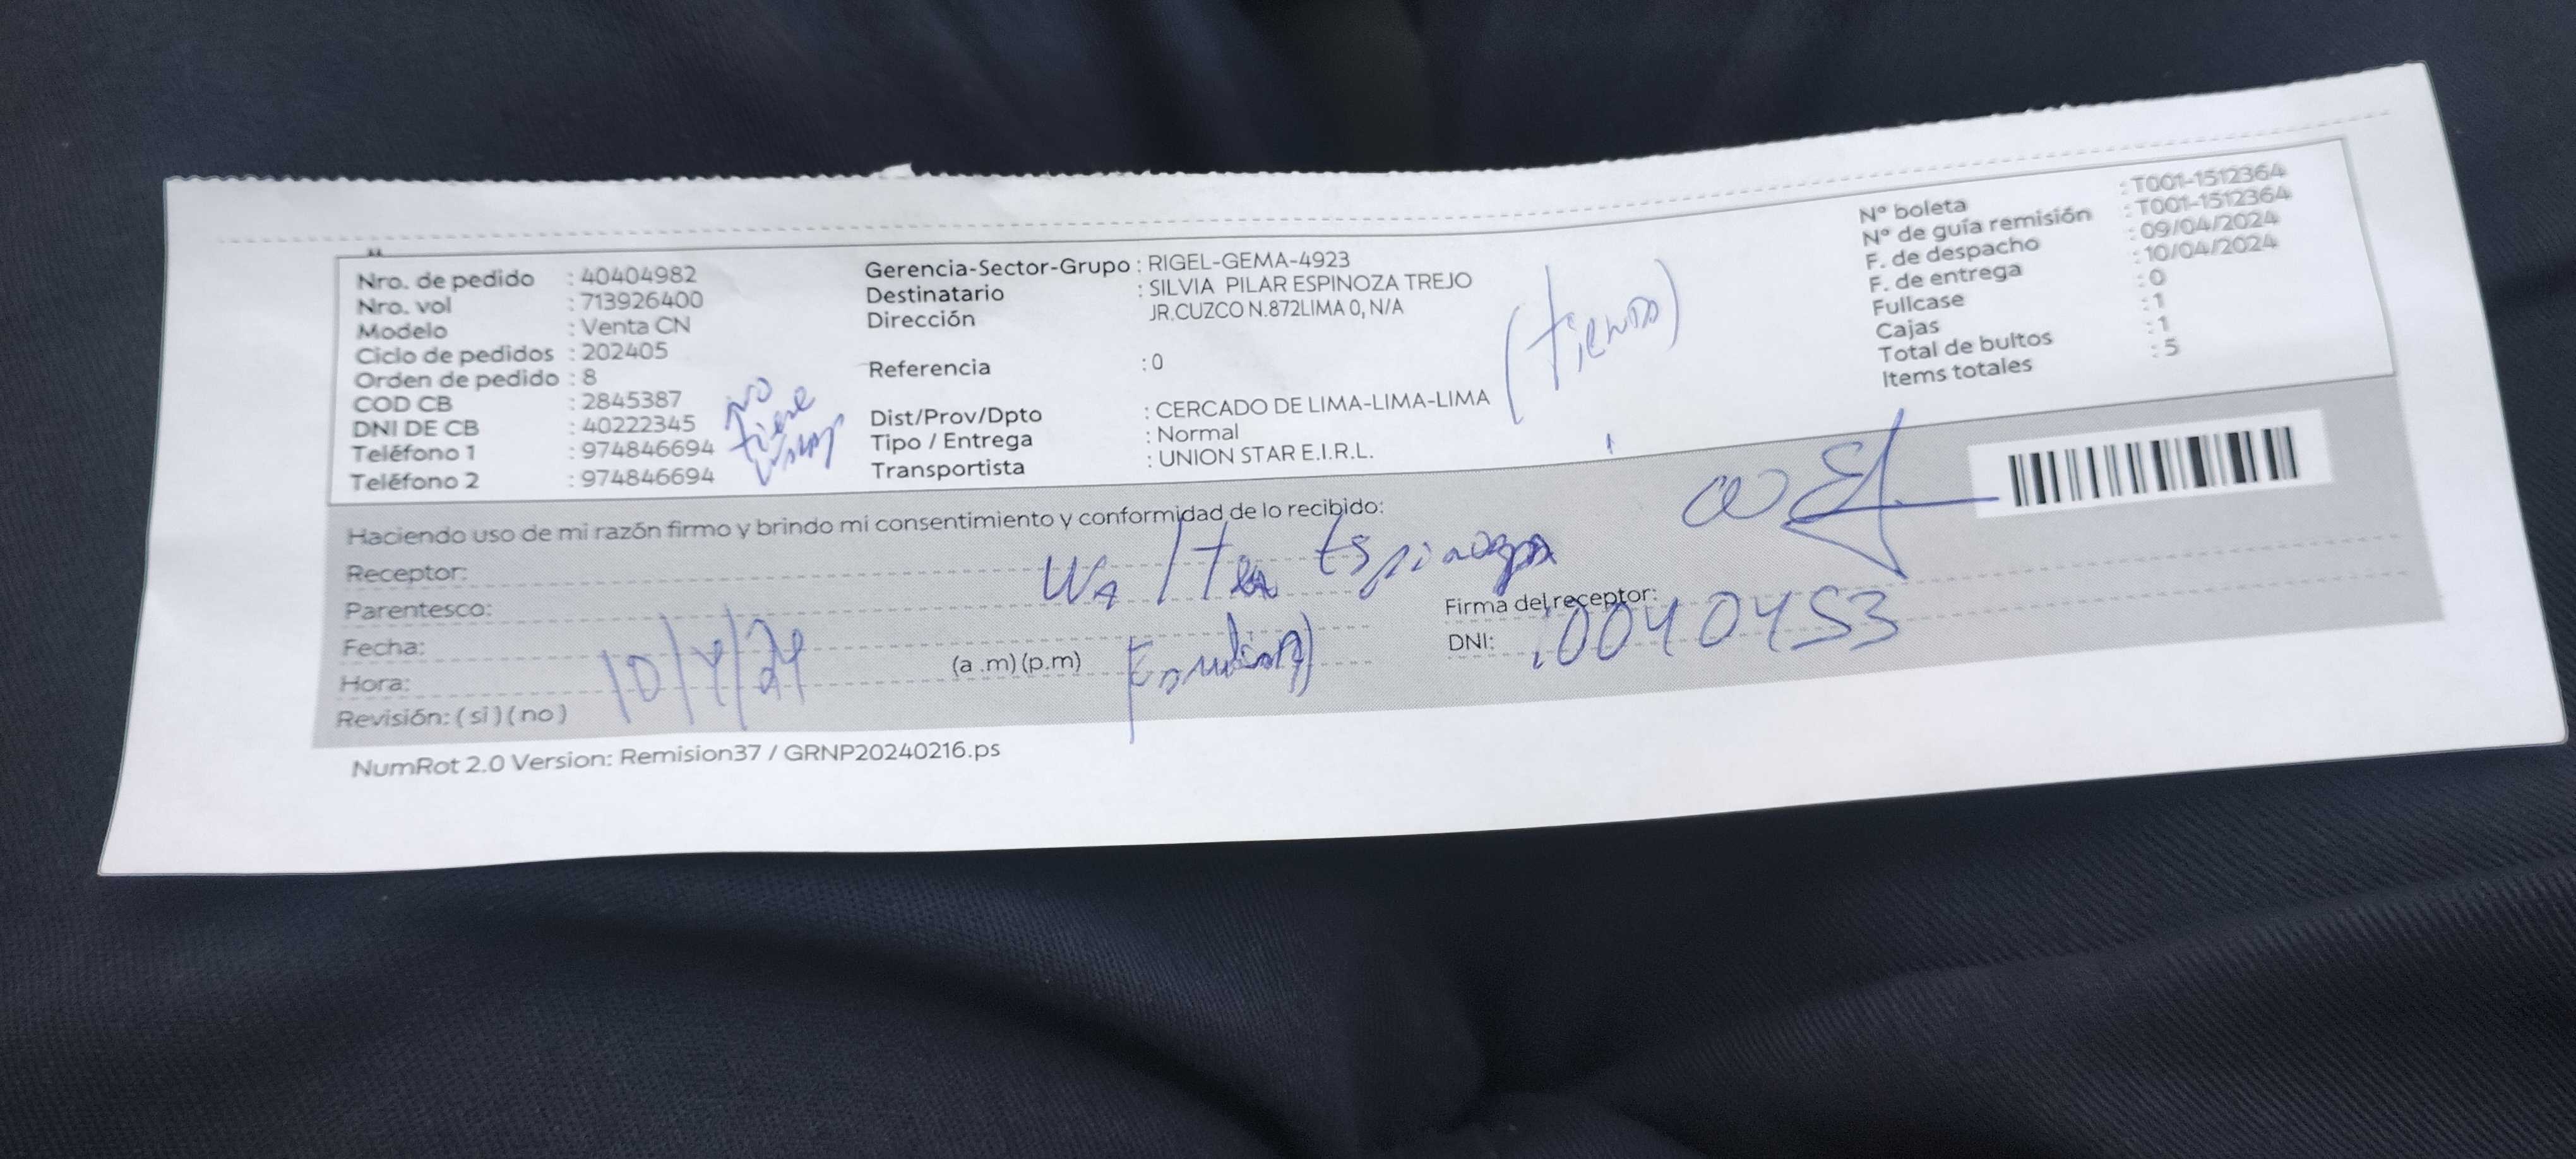 Nro. de pedido : 40404982
Nro. vol : 713926400
Modelo : Venta CN
Ciclo de pedidos : 202405
Orden de pedido : 8
COD CB : 2845387
DNI DE CB : 40222345
Teléfono 1 : 974846694
Teléfono 2 : 974846694
no
tiene
Gerencia-Sector-Grupo : RIGEL-GEMA-4923
Destinatario : SILVIA PILAR ESPINOZA TREJO
Dirección JR.CUZCO N.872LIMA 0, N/A
Referencia : 0
Dist/Prov/Dpto : CERCADO DE LIMA-LIMA-LIMA
Tipo / Entrega : Normal
Transportista : UNION STAR E.I.R.L.
(tienda)
N° boleta : T001-1512364
N° de guía remisión : T001-1512364
F. de despacho : 09/04/2024
F. de entrega : 10/04/2024
Fullcase : 0
Cajas : 1
Total de bultos : 1
Items totales : 5
Haciendo uso de mi razón firmo y brindo mi consentimiento y conformidad de lo recibido:
Receptor: Walter Espinoza
Parentesco:
Firma del receptor:
Fecha: 10/4/24
(a .m) (p.m)
DNI: 0040453
Hora:
Revisión: ( si ) ( no )
NumRot 2.0 Version: Remision37 / GRNP20240216.ps